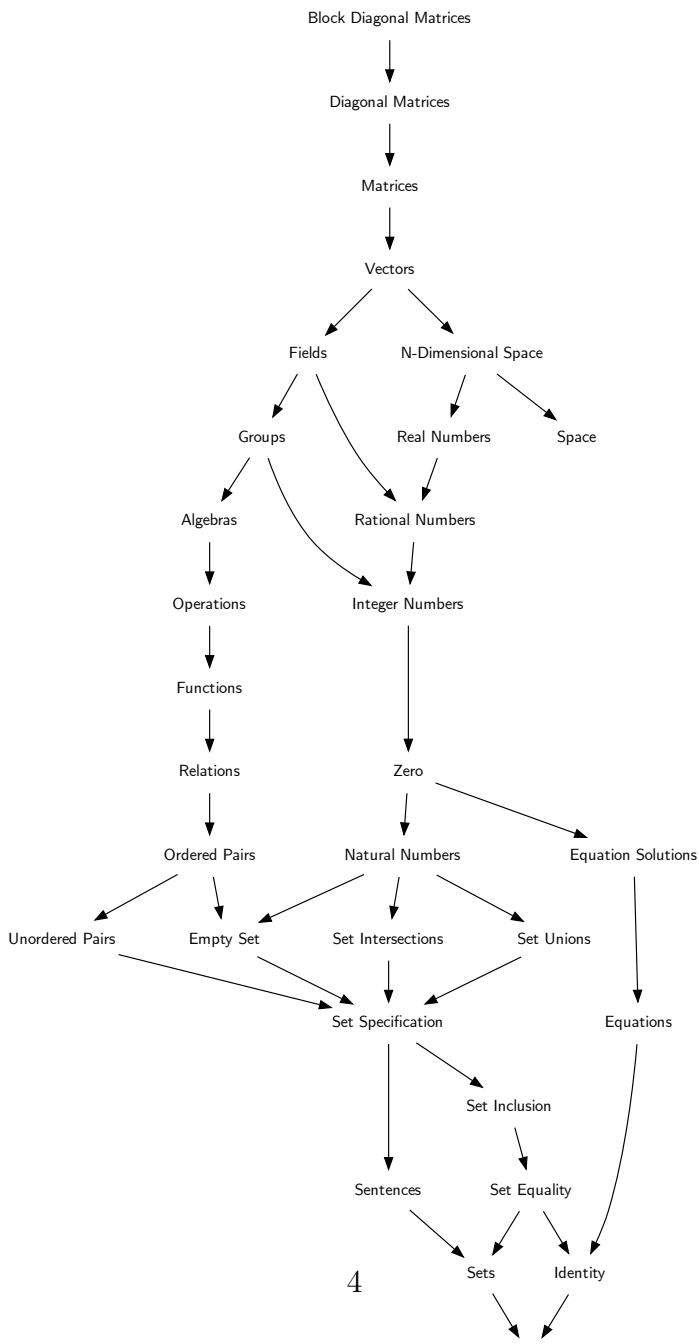 Block Diagonal Matrices
Diagonal Matrices
Matrices
Vectors
Fields
N-Dimensional Space
Groups
Real Numbers
Space
Algebras
Rational Numbers
Operations
Integer Numbers
Functions
Relations
Zero
Ordered Pairs
Natural Numbers
Equation Solutions
Unordered Pairs
Empty Set
Set Intersections
Set Unions
Set Specification
Equations
Set Inclusion
Sentences
Set Equality
Sets
Identity
4